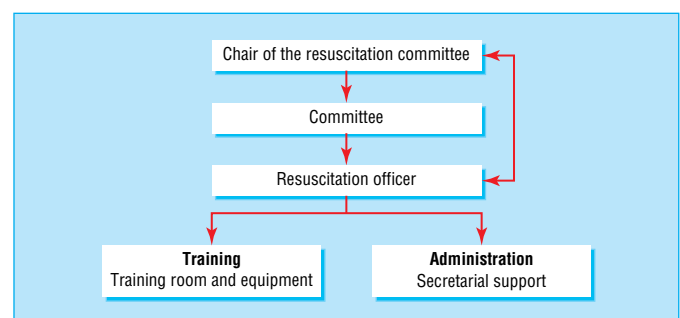 Chair of the resuscitation committee
Committee
Resuscitation officer
Training
Training room and equipment
Administration
Secretarial support